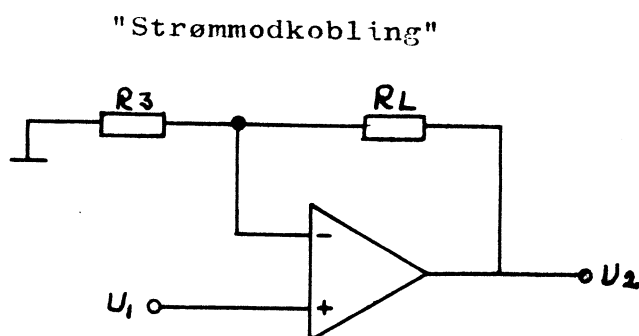 "Strømmodkobling"
R3 RL
-
U2
U1 +